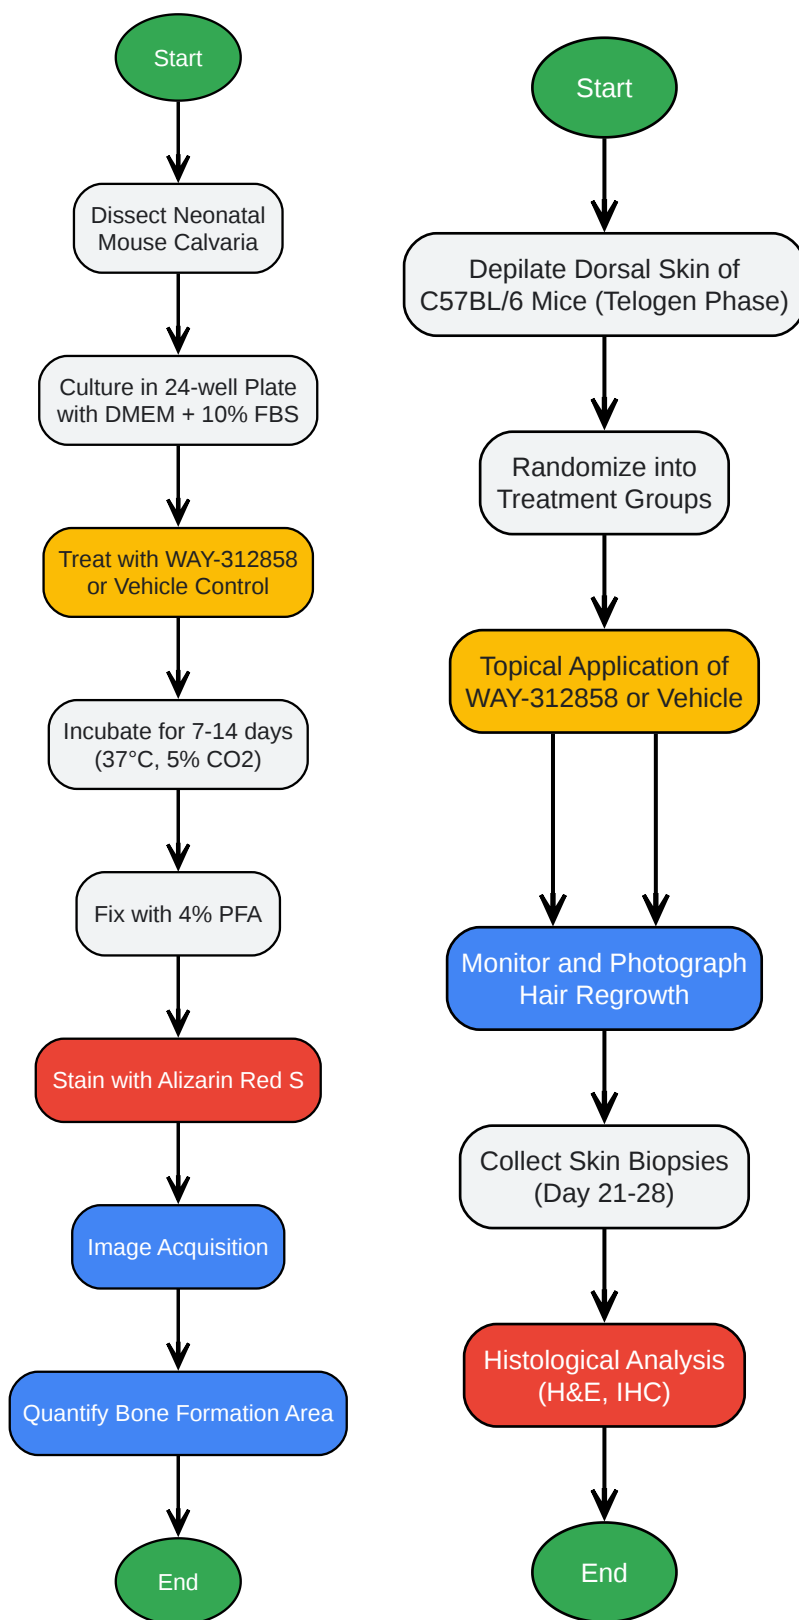 Start
Dissect Neonatal
Mouse Calvaria
Culture in 24-well Plate
with DMEM + 10% FBS
Treat with WAY-312858
or Vehicle Control
Incubate for 7-14 days
(37°C, 5% CO2)
Fix with 4% PFA
Stain with Alizarin Red S
Image Acquisition
Quantify Bone Formation Area
End
Start
Depilate Dorsal Skin of
C57BL/6 Mice (Telogen Phase)
Randomize into
Treatment Groups
Topical Application of
WAY-312858 or Vehicle
Monitor and Photograph
Hair Regrowth
Collect Skin Biopsies
(Day 21-28)
Histological Analysis
(H&E, IHC)
End